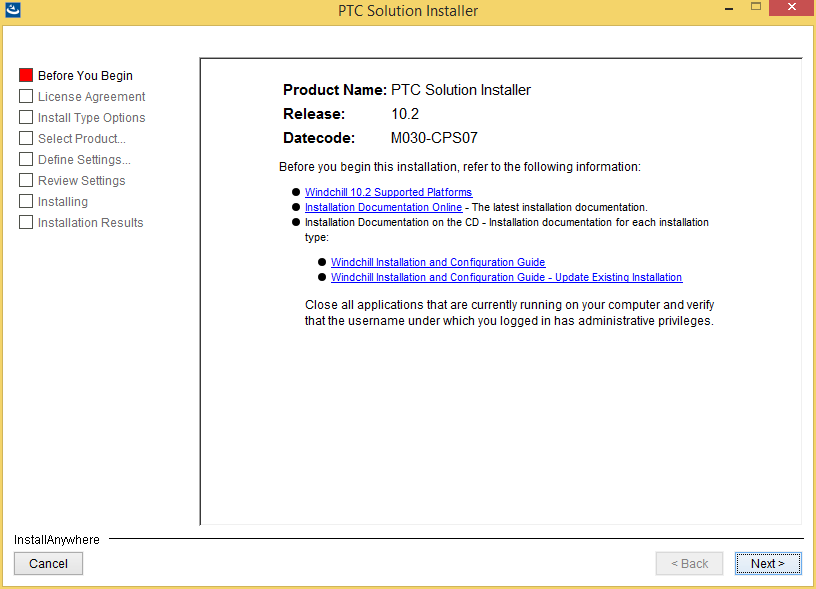 PTC Solution Installer
Before You Begin
License Agreement
Install Type Options
Select Product...
Define Settings...
Review Settings
Installing
Installation Results
Product Name: PTC Solution Installer
Release: 10.2
Datecode: M030-CPS07
Before you begin this installation, refer to the following information:
Windchill 10.2 Supported Platforms
Installation Documentation Online - The latest installation documentation.
Installation Documentation on the CD - Installation documentation for each installation
type:
Windchill Installation and Configuration Guide
Windchill Installation and Configuration Guide - Update Existing Installation
Close all applications that are currently running on your computer and verify
that the username under which you logged in has administrative privileges.
InstallAnywhere
Cancel
< Back
Next >